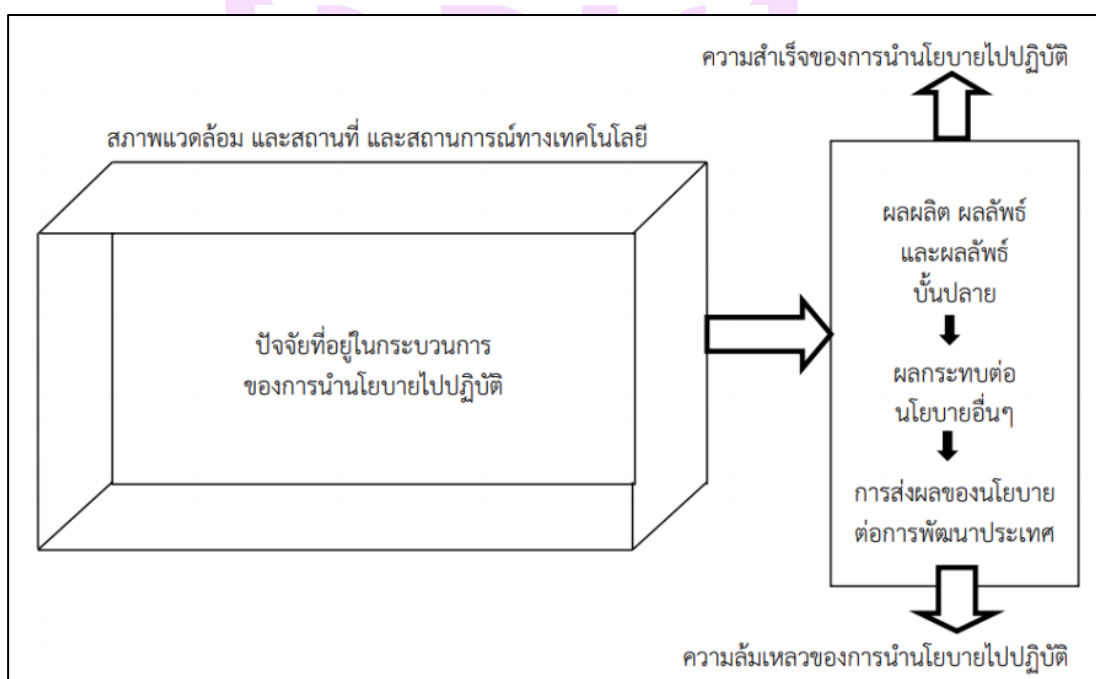 ความสำเร็จของการนำนโยบายไปปฏิบัติ
สภาพแวดล้อม และสถานที่ และสถานการณ์ทางเทคโนโลยี
ปัจจัยที่อยู่ในกระบวนการ
ของการนำนโยบายไปปฏิบัติ
ผลผลิต ผลลัพธ์
และผลลัพธ์
บั้นปลาย
ผลกระทบต่อ
นโยบายอื่นๆ
การส่งผลของนโยบาย
ต่อการพัฒนาประเทศ
ความล้มเหลวของการนำนโยบายไปปฏิบัติ